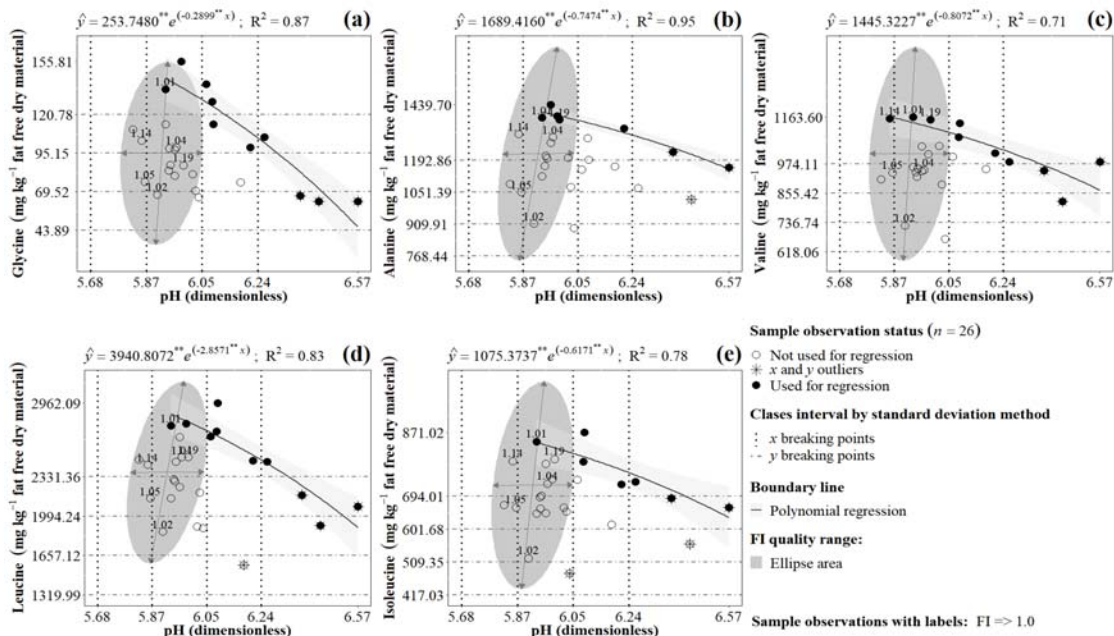 ŷ = 253.7480**e^(-0.2899**x) ; R² = 0.87 (a)
Glycine (mg kg⁻¹ fat free dry material)
155.81
120.78
95.15
69.52
43.89
1.01
1.14
1.04
1.19
1.05
1.02
5.68 5.87 6.05 6.24 6.57
pH (dimensionless)
ŷ = 1689.4160**e^(-0.7474**x) ; R² = 0.95 (b)
Alanine (mg kg⁻¹ fat free dry material)
1439.70
1192.86
1051.39
909.91
768.44
1.04
1.19
1.14
1.04
1.05
1.02
5.68 5.87 6.05 6.24 6.57
pH (dimensionless)
ŷ = 1445.3227**e^(-0.8072**x) ; R² = 0.71 (c)
Valine (mg kg⁻¹ fat free dry material)
1163.60
974.11
855.42
736.74
618.06
1.14
1.01
1.19
1.05
1.04
1.02
5.68 5.87 6.05 6.24 6.57
pH (dimensionless)
ŷ = 3940.8072**e^(-2.8571**x) ; R² = 0.83 (d)
Leucine (mg kg⁻¹ fat free dry material)
2962.09
2331.36
1994.24
1657.12
1319.99
1.01
1.14
1.19
1.05
1.02
5.68 5.87 6.05 6.24 6.57
pH (dimensionless)
ŷ = 1075.3737**e^(-0.6171**x) ; R² = 0.78 (e)
Isoleucine (mg kg⁻¹ fat free dry material)
871.02
694.01
601.68
509.35
417.03
1.01
1.14
1.19
1.04
1.05
1.02
5.68 5.87 6.05 6.24 6.57
pH (dimensionless)
Sample observation status (n = 26)
Not used for regression
x and y outliers
Used for regression
Clases interval by standard deviation method
x breaking points
y breaking points
Boundary line
Polynomial regression
FI quality range:
Ellipse area
Sample observations with labels: FI => 1.0